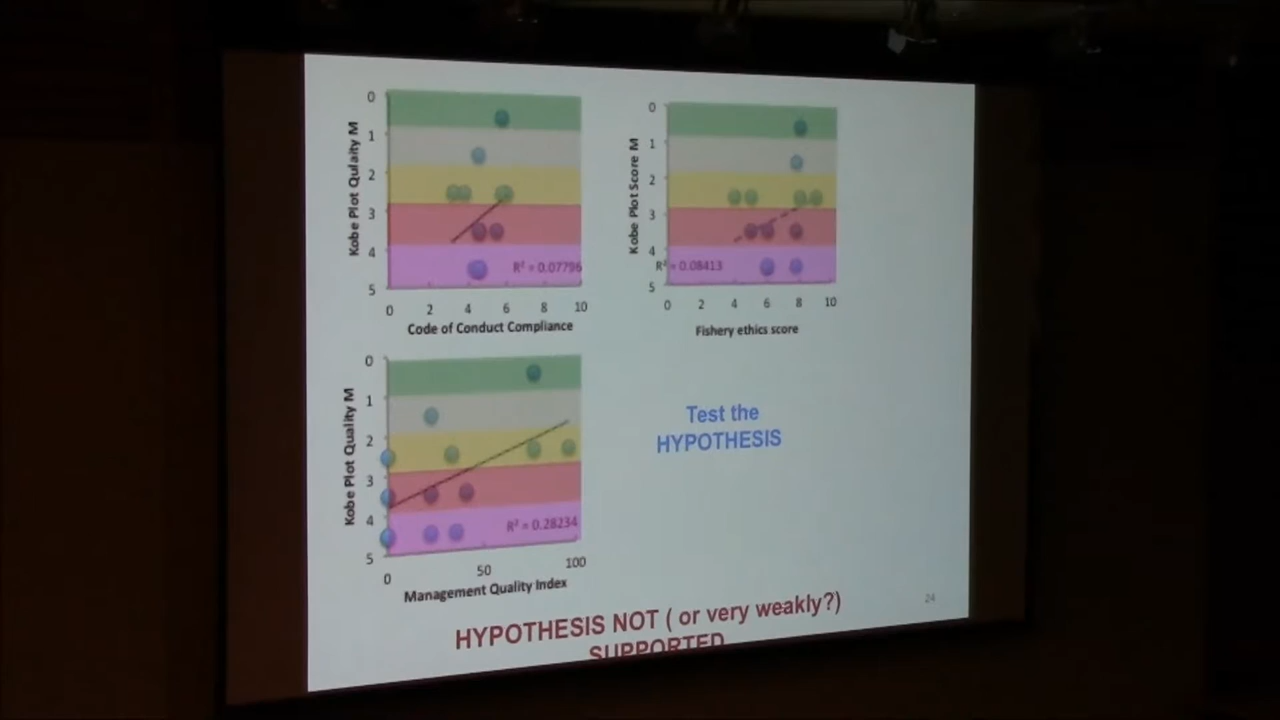 Kobe Plot Qulaity M
0
1
2
3
4
5
R² = 0.07796
0 2 4 6 8 10
Code of Conduct Compliance
Kobe Plot Score M
0
1
2
3
4
5
R² = 0.08413
0 2 4 6 8 10
Fishery ethics score
Kobe Plot Quality M
0
1
2
3
4
5
R² = 0.28234
0 50 100
Management Quality Index
Test the
HYPOTHESIS
HYPOTHESIS NOT ( or very weakly?)
SUPPORTED
24